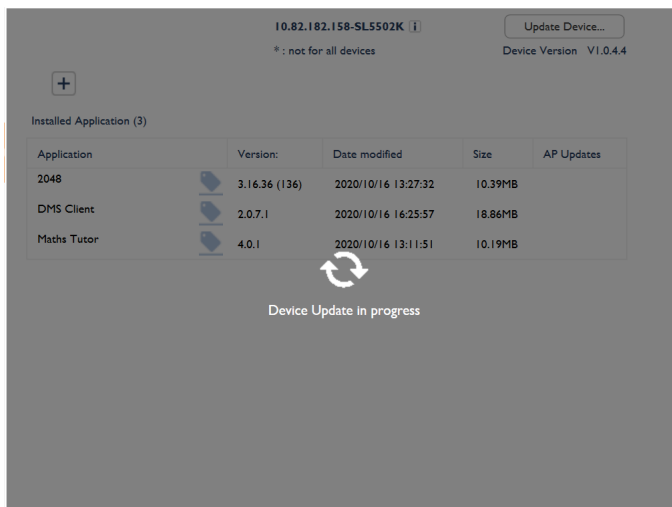 10.82.182.158-SL5502K i Update Device...
* : not for all devices Device Version V1.0.4.4
+
Installed Application (3)
Application Version: Date modified Size AP Updates
2048 3.16.36 (136) 2020/10/16 13:27:32 10.39MB
DMS Client 2.0.7.1 2020/10/16 16:25:57 18.86MB
Maths Tutor 4.0.1 2020/10/16 13:11:51 10.19MB
Device Update in progress